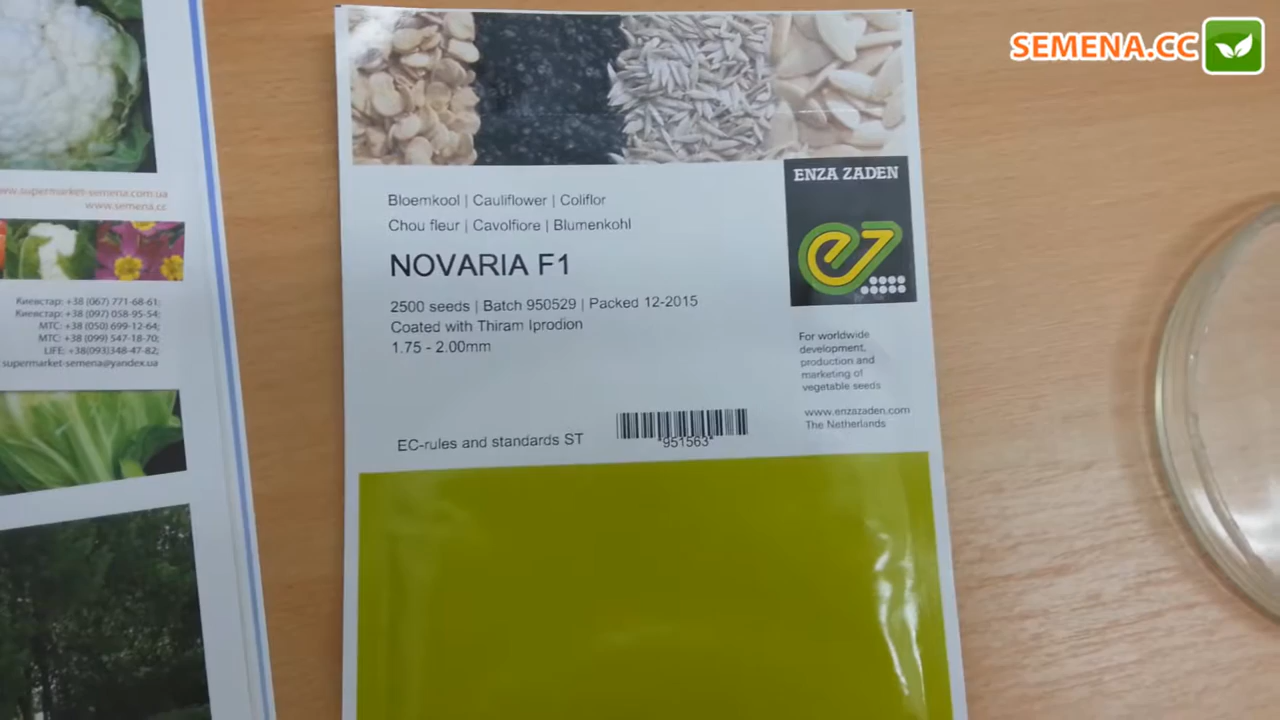 SEMENA.CC
www.supermarket-semena.com.ua
www.semena.cc
Киевстар: +38 (067) 771-68-61;
Киевстар: +38 (097) 058-95-54;
МТС: +38 (050) 699-12-64;
МТС: +38 (099) 547-18-70;
LIFE: +38(093)348-47-82;
supermarket-semena@yandex.ua
ENZA ZADEN
Bloemkool | Cauliflower | Coliflor
Chou fleur | Cavolfiore | Blumenkohl
NOVARIA F1
2500 seeds | Batch 950529 | Packed 12-2015
Coated with Thiram Iprodion
1.75 - 2.00mm
For worldwide
development,
production and
marketing of
vegetable seeds
www.enzazaden.com
The Netherlands
EC-rules and standards ST
*951563*